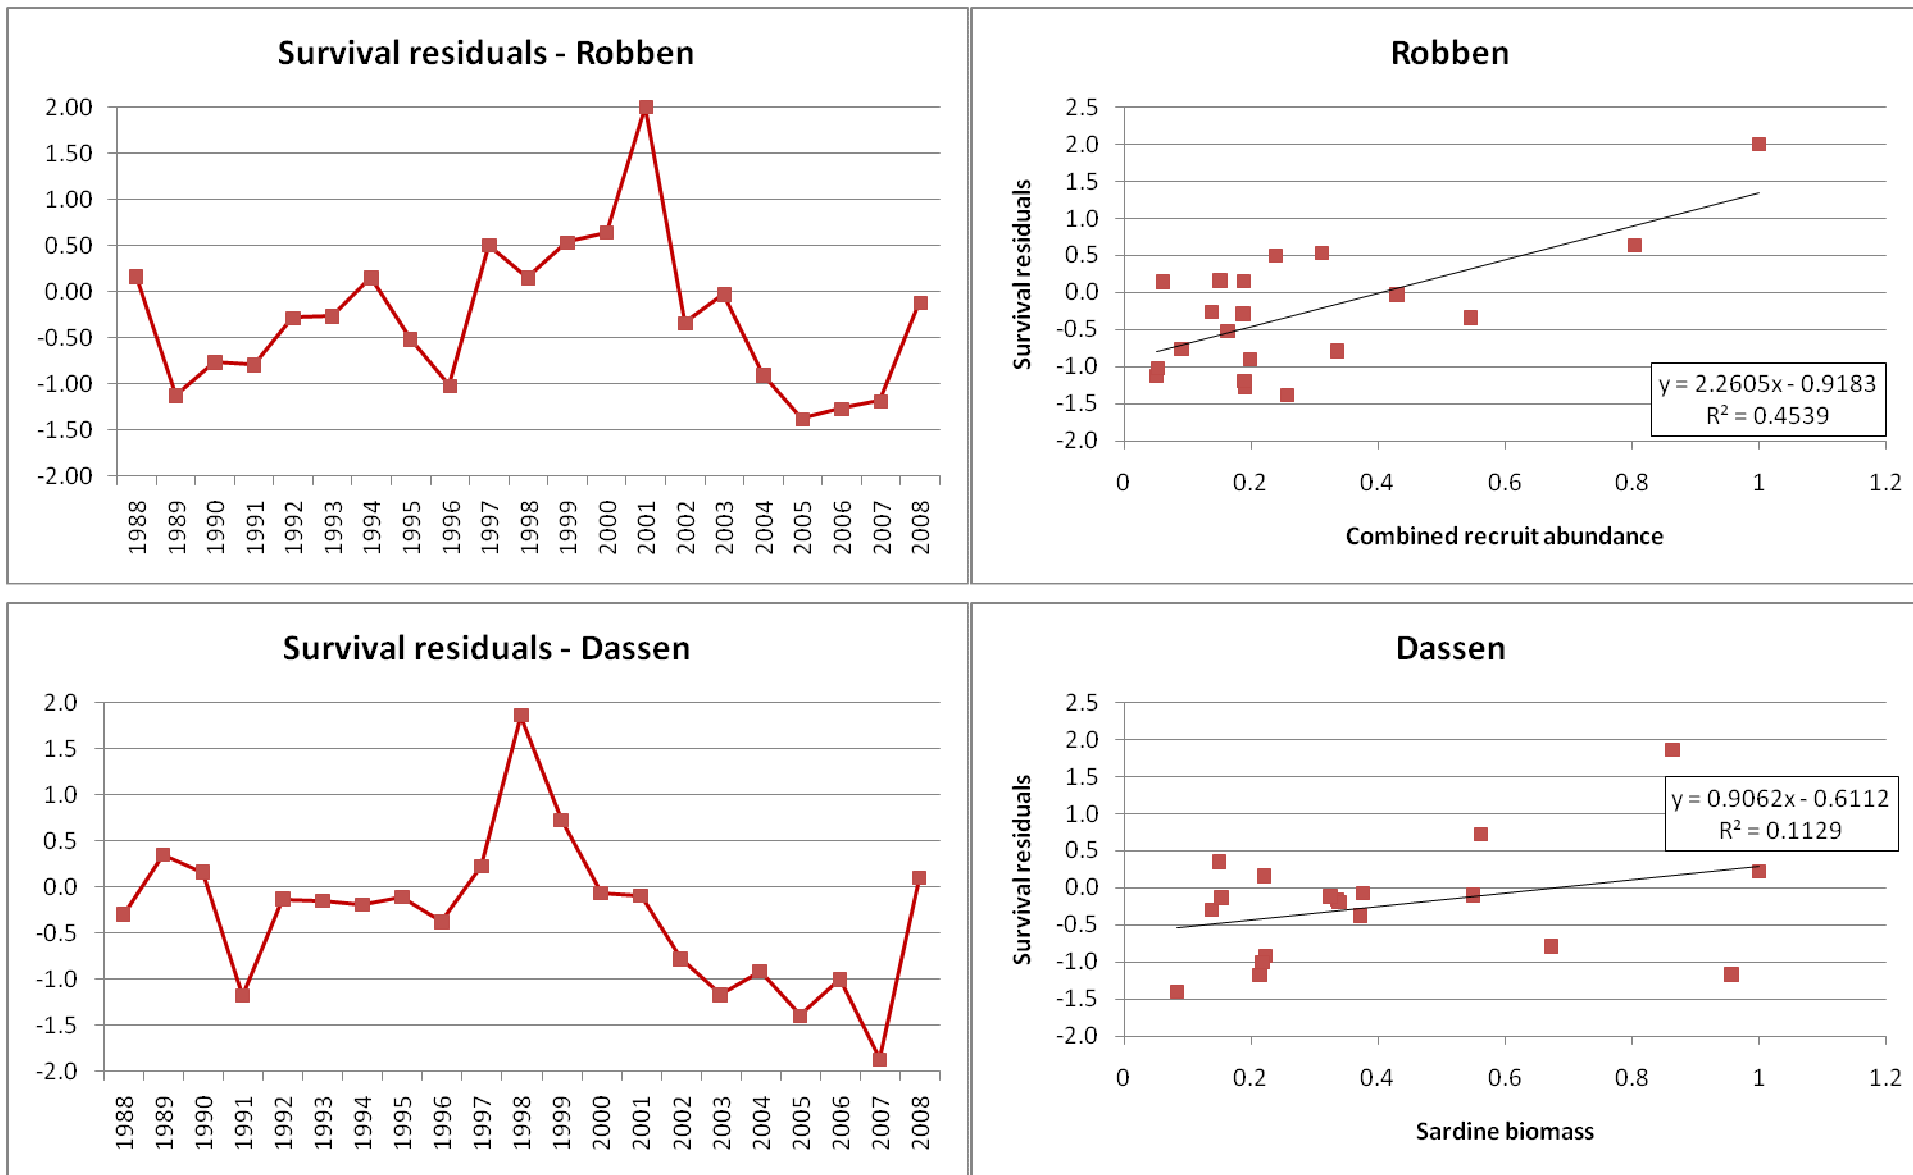 Survival residuals - Robben
2.00
1.50
1.00
0.50
0.00
-0.50
-1.00
-1.50
-2.00
1988 1989 1990 1991 1992 1993 1994 1995 1996 1997 1998 1999 2000 2001 2002 2003 2004 2005 2006 2007 2008
Robben
Survival residuals
2.5
2.0
1.5
1.0
0.5
0.0
-0.5
-1.0
-1.5
-2.0
y = 2.2605x - 0.9183
R² = 0.4539
0 0.2 0.4 0.6 0.8 1 1.2
Combined recruit abundance
Survival residuals - Dassen
2.0
1.5
1.0
0.5
0.0
-0.5
-1.0
-1.5
-2.0
1988 1989 1990 1991 1992 1993 1994 1995 1996 1997 1998 1999 2000 2001 2002 2003 2004 2005 2006 2007 2008
Dassen
Survival residuals
2.5
2.0
1.5
1.0
0.5
0.0
-0.5
-1.0
-1.5
-2.0
y = 0.9062x - 0.6112
R² = 0.1129
0 0.2 0.4 0.6 0.8 1 1.2
Sardine biomass